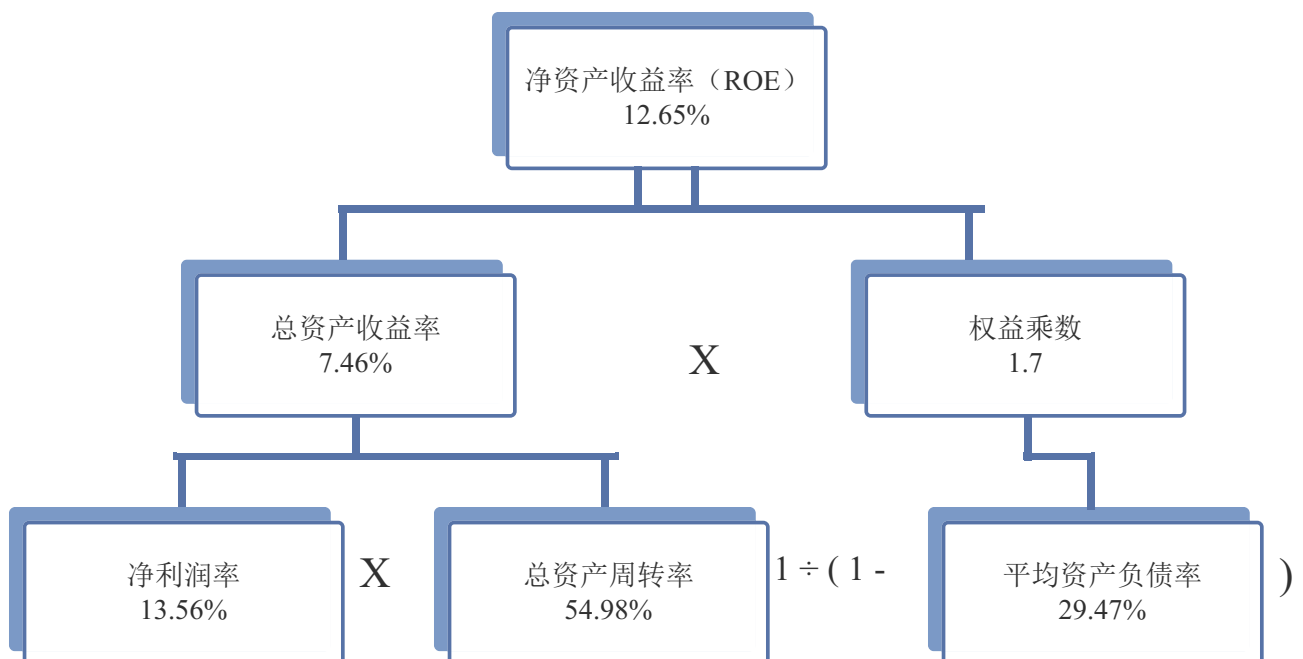 净资产收益率（ROE）
12.65%
总资产收益率
7.46%
X
权益乘数
1.7
净利润率
13.56%
X
总资产周转率
54.98%
1 ÷ ( 1 -
平均资产负债率
29.47%
)